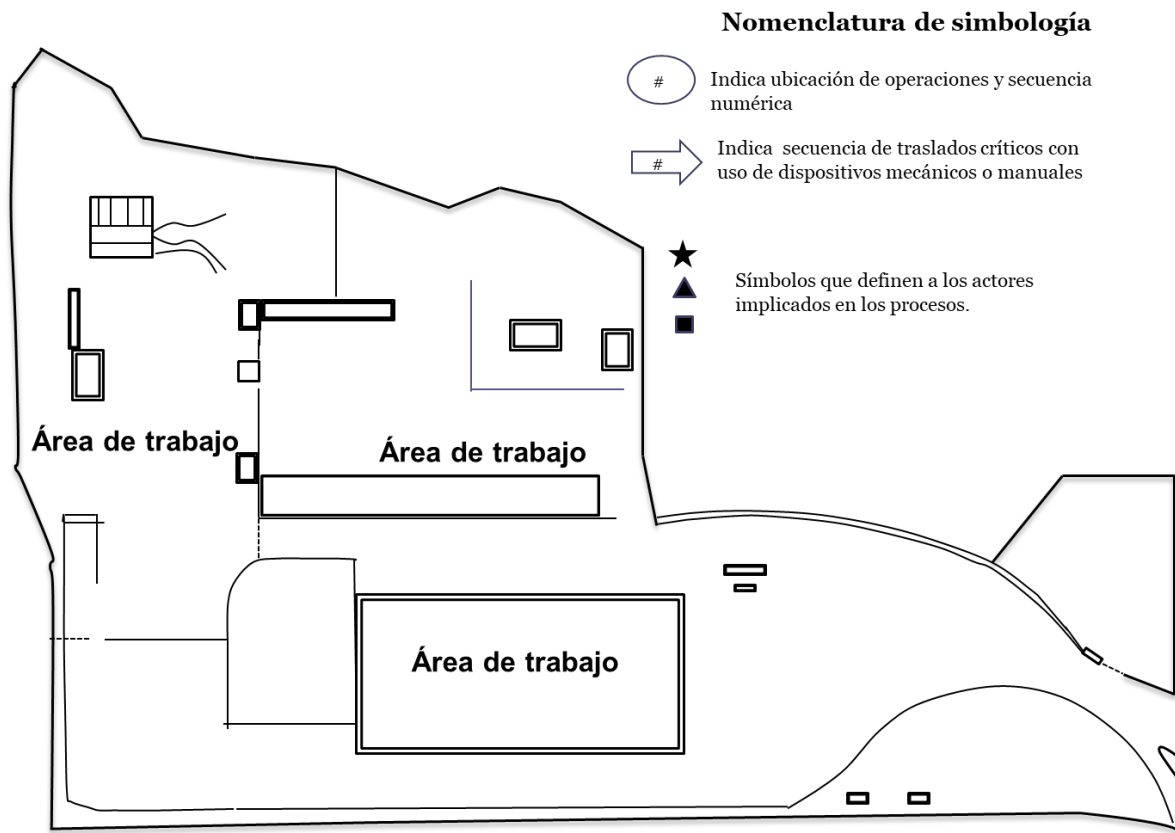 Nomenclatura de simbología
#
Indica ubicación de operaciones y secuencia
numérica
#
Indica secuencia de traslados críticos con
uso de dispositivos mecánicos o manuales
Símbolos que definen a los actores
implicados en los procesos.
Área de trabajo
Área de trabajo
Área de trabajo